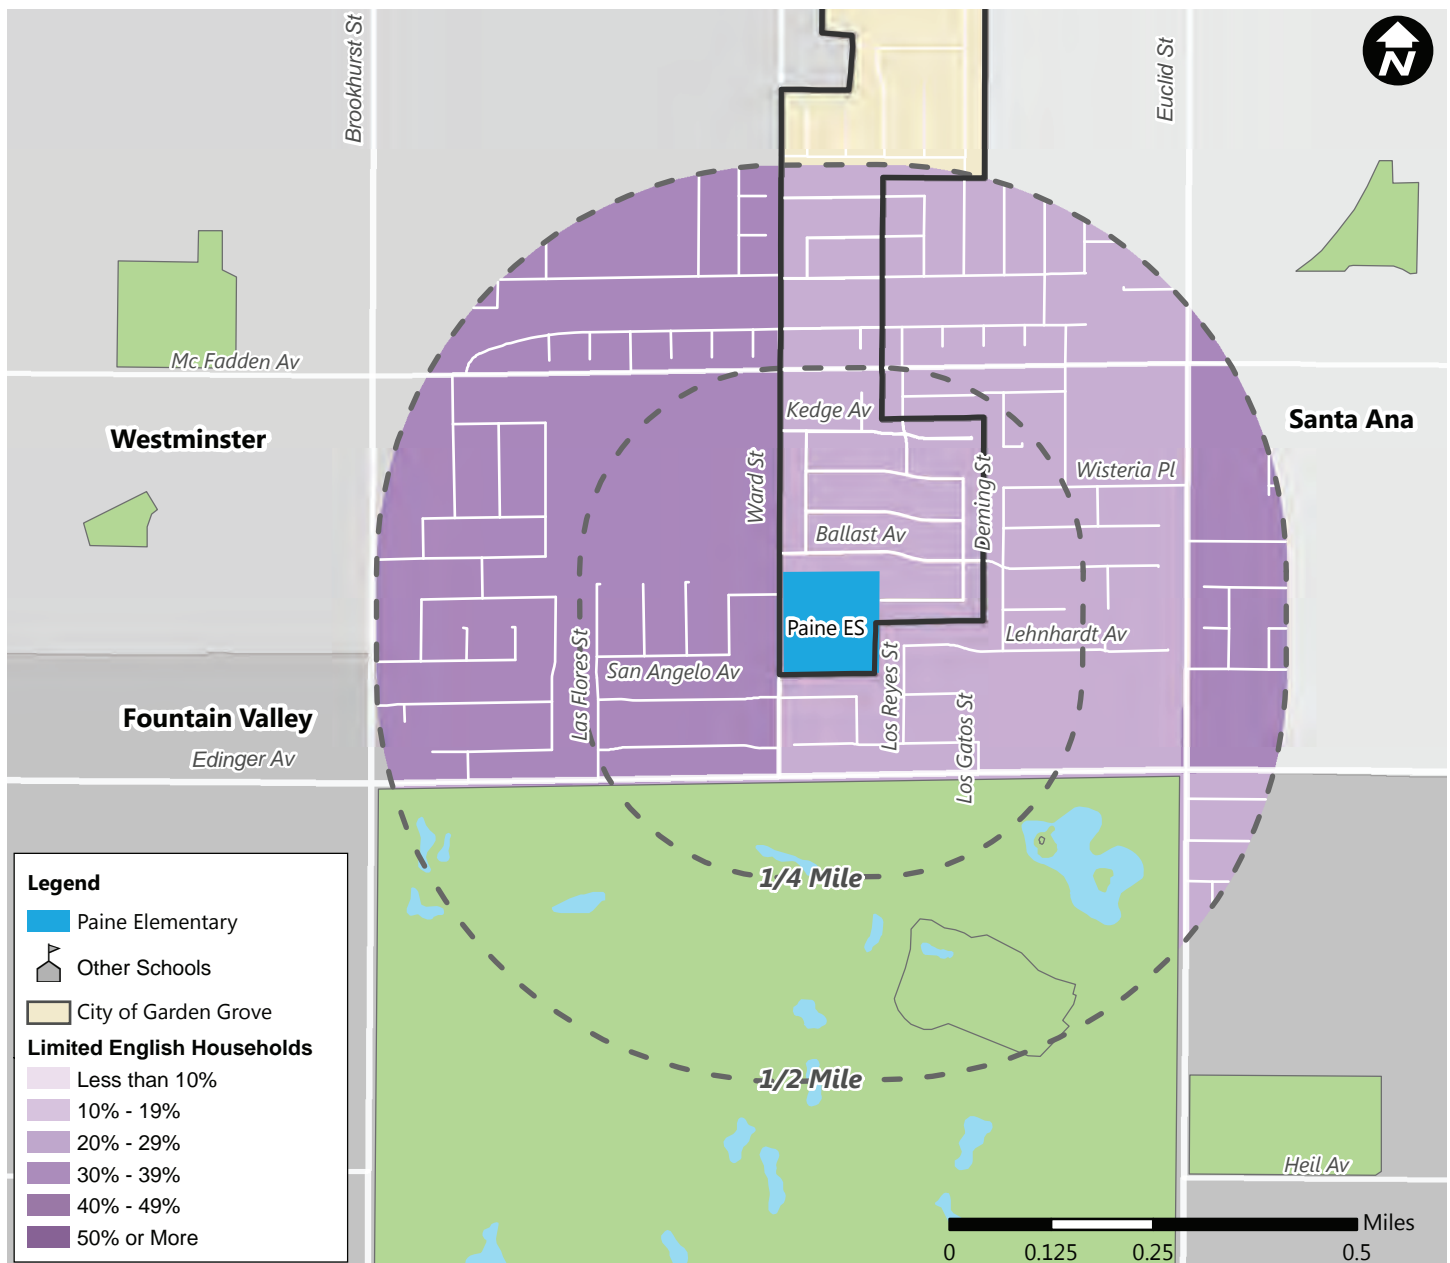 Brookhurst St
Euclid St
N
Mc Fadden Av
Kedge Av
Westminster
Santa Ana
Ward St
Deming St
Wisteria Pl
Ballast Av
Paine ES
Lehnhardt Av
Las Flores St
San Angelo Av
Los Reyes St
Los Gatos St
Fountain Valley
Edinger Av
1/4 Mile
1/2 Mile
Heil Av
Legend
Paine Elementary
Other Schools
City of Garden Grove
Limited English Households
Less than 10%
10% - 19%
20% - 29%
30% - 39%
40% - 49%
50% or More
Miles
0 0.125 0.25 0.5